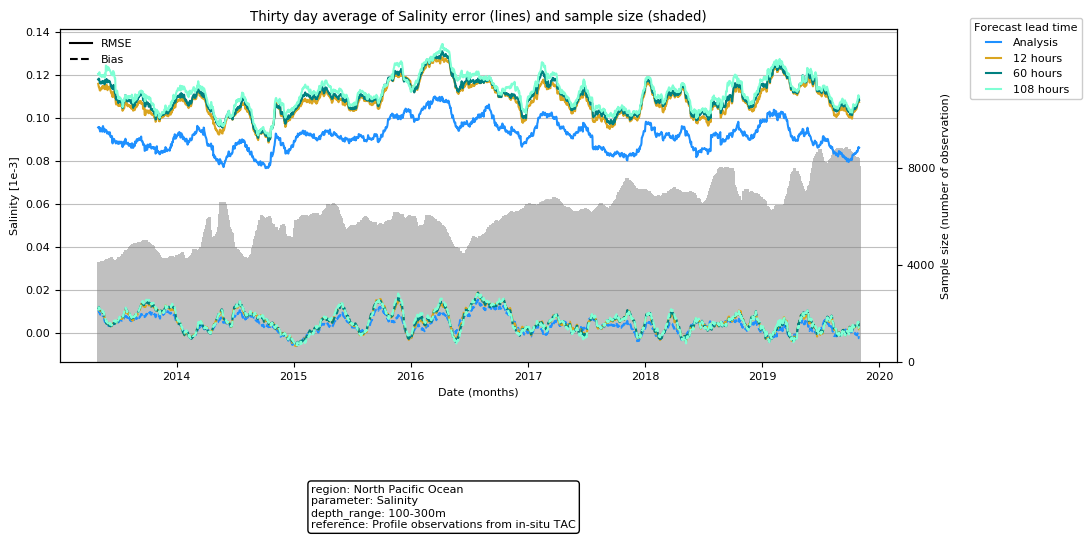 Thirty day average of Salinity error (lines) and sample size (shaded)
Forecast lead time
Analysis
12 hours
60 hours
108 hours
RMSE
Bias
0.14
0.12
0.10
0.08
0.06
0.04
0.02
0.00
Salinity [1e-3]
8000
4000
0
Sample size (number of observation)
2014 2015 2016 2017 2018 2019 2020
Date (months)
region: North Pacific Ocean
parameter: Salinity
depth_range: 100-300m
reference: Profile observations from in-situ TAC